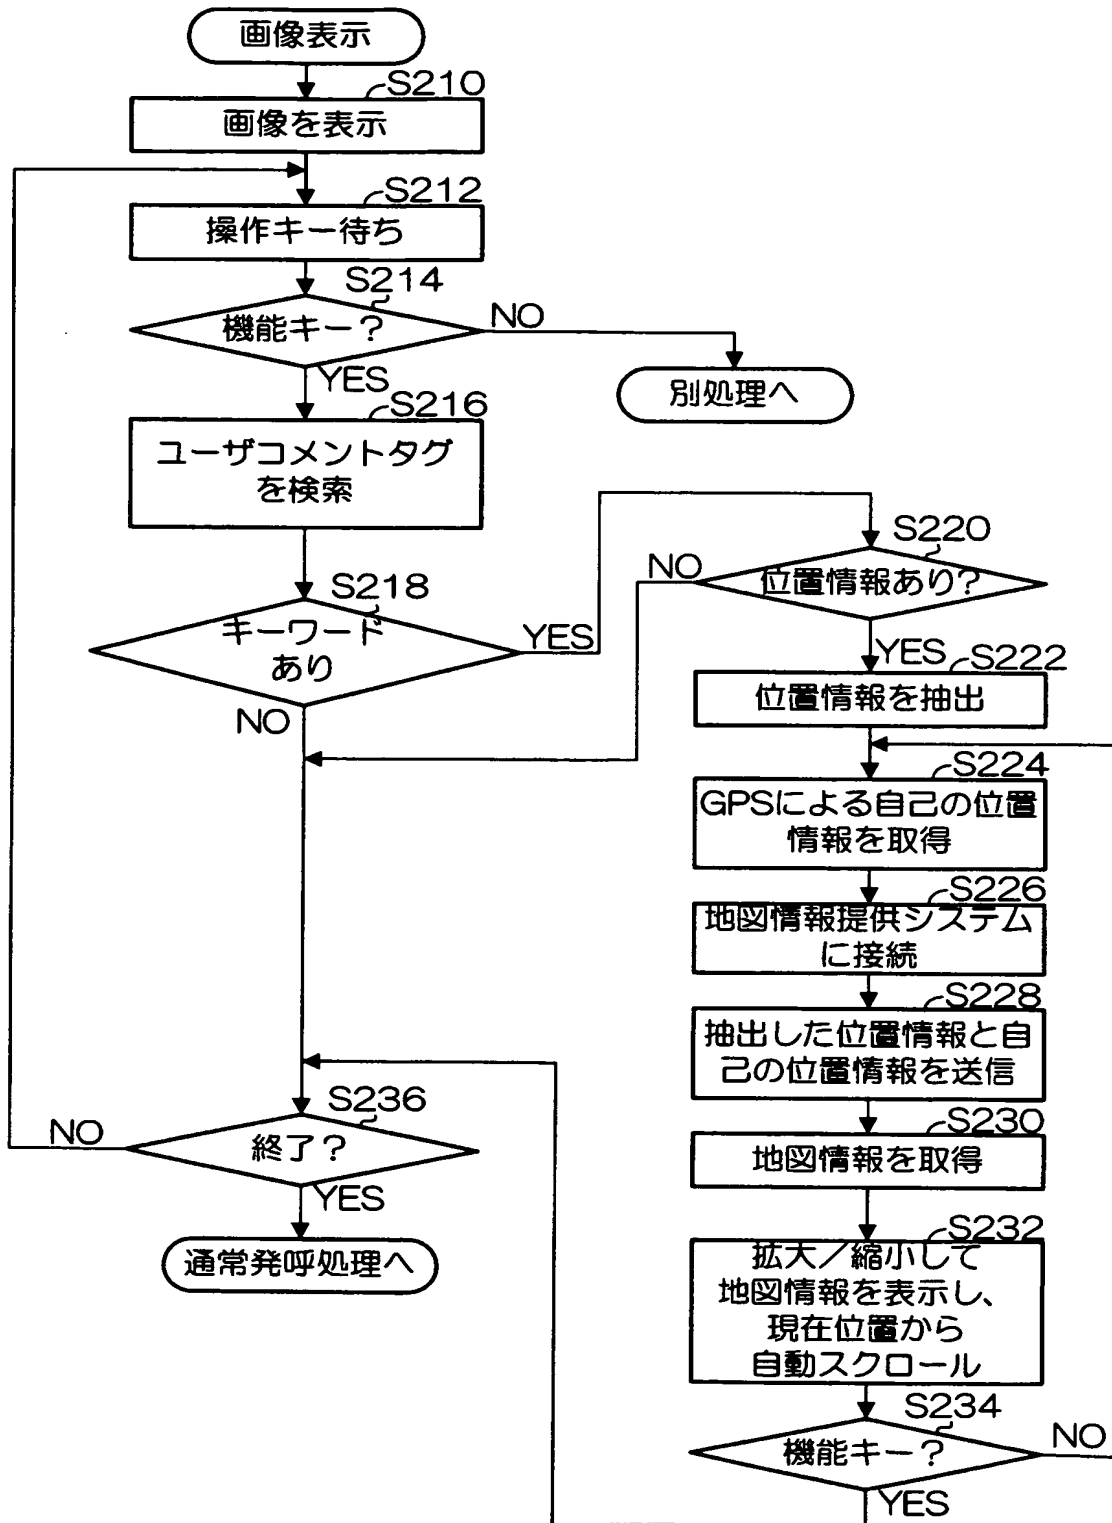 画像表示
S210
画像を表示
S212
操作キー待ち
S214
機能キー?
NO
YES
別処理へ
S216
ユーザコメントタグ
を検索
S218
キーワード
あり
YES
NO
S220
位置情報あり?
NO
YES
S222
位置情報を抽出
S224
GPSによる自己の位置
情報を取得
S226
地図情報提供システム
に接続
S228
抽出した位置情報と自
己の位置情報を送信
S230
地図情報を取得
S232
拡大/縮小して
地図情報を表示し、
現在位置から
自動スクロール
S234
機能キー?
NO
YES
S236
終了?
NO
YES
通常発呼処理へ